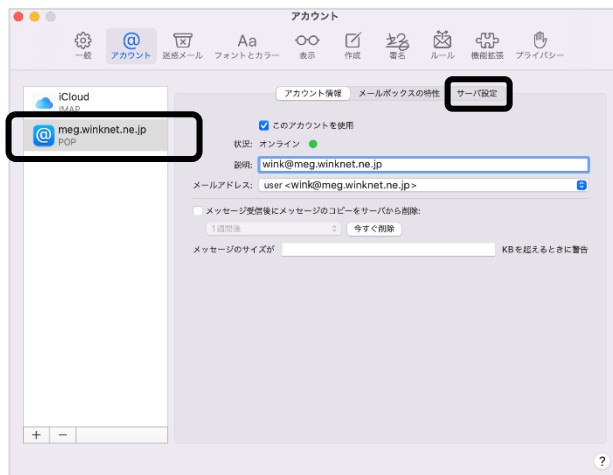 アカウント
一般 アカウント 迷惑メール フォントとカラー 表示 作成 署名 ルール 機能拡張 プライバシー
iCloud
IMAP
meg.winknet.ne.jp
POP
アカウント情報 メールボックスの特性 サーバ設定
このアカウントを使用
状況: オンライン
説明: wink@meg.winknet.ne.jp
メールアドレス: user <wink@meg.winknet.ne.jp>
メッセージ受信後にメッセージのコピーをサーバから削除:
1週間後 今すぐ削除
メッセージのサイズが KBを超えるときに警告
+ −
?